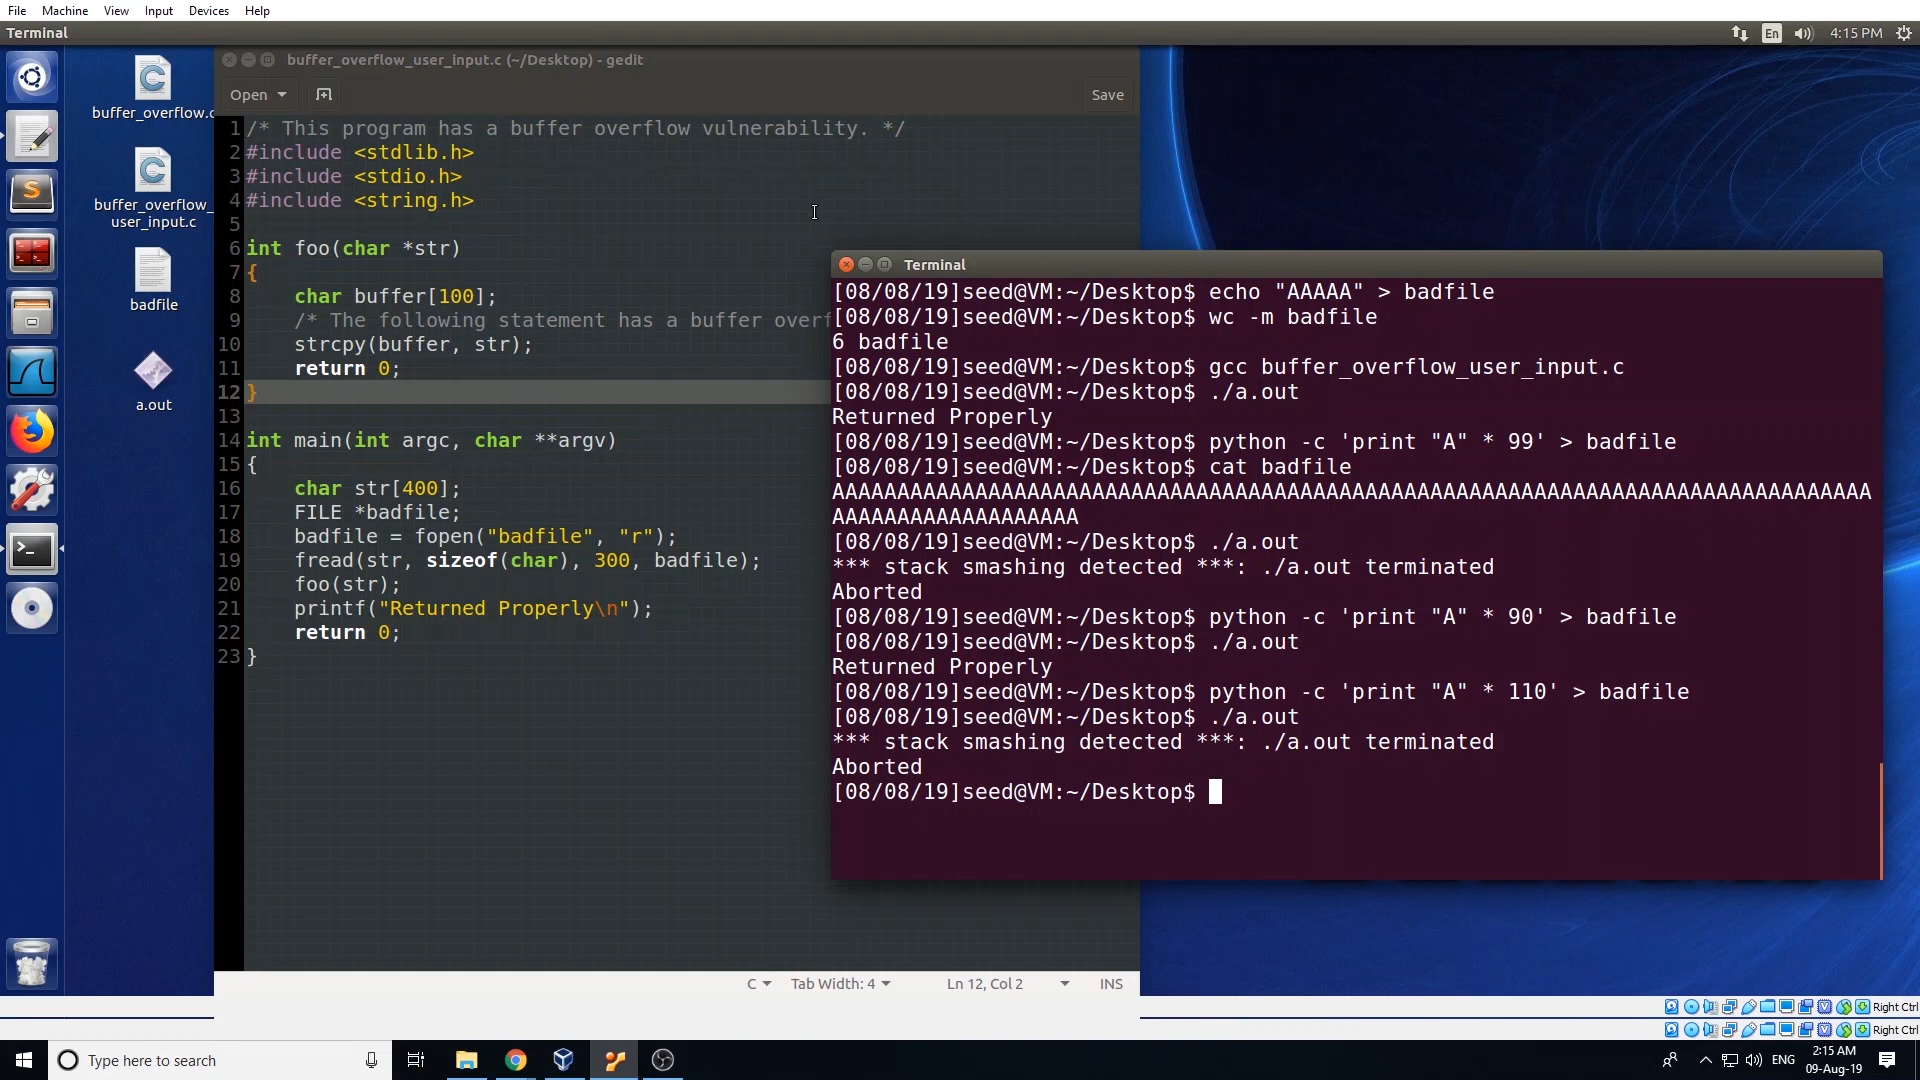 File Machine View Input Devices Help
Terminal
En
4:15 PM
buffer_overflow.c
buffer_overflow_
user_input.c
badfile
a.out
buffer_overflow_user_input.c (~/Desktop) - gedit
Open
Save
1 /* This program has a buffer overflow vulnerability. */
2 #include <stdlib.h>
3 #include <stdio.h>
4 #include <string.h>
5
6 int foo(char *str)
7 {
8 char buffer[100];
9 /* The following statement has a buffer overf
10 strcpy(buffer, str);
11 return 0;
12 }
13
14 int main(int argc, char **argv)
15 {
16 char str[400];
17 FILE *badfile;
18 badfile = fopen("badfile", "r");
19 fread(str, sizeof(char), 300, badfile);
20 foo(str);
21 printf("Returned Properly\n");
22 return 0;
23 }
C
Tab Width: 4
Ln 12, Col 2
INS
Terminal
[08/08/19]seed@VM:~/Desktop$ echo "AAAAA" > badfile
[08/08/19]seed@VM:~/Desktop$ wc -m badfile
6 badfile
[08/08/19]seed@VM:~/Desktop$ gcc buffer_overflow_user_input.c
[08/08/19]seed@VM:~/Desktop$ ./a.out
Returned Properly
[08/08/19]seed@VM:~/Desktop$ python -c 'print "A" * 99' > badfile
[08/08/19]seed@VM:~/Desktop$ cat badfile
AAAAAAAAAAAAAAAAAAAAAAAAAAAAAAAAAAAAAAAAAAAAAAAAAAAAAAAAAAAAAAAAAAAAAAAAAAAAAAAA
AAAAAAAAAAAAAAAAAAA
[08/08/19]seed@VM:~/Desktop$ ./a.out
*** stack smashing detected ***: ./a.out terminated
Aborted
[08/08/19]seed@VM:~/Desktop$ python -c 'print "A" * 90' > badfile
[08/08/19]seed@VM:~/Desktop$ ./a.out
Returned Properly
[08/08/19]seed@VM:~/Desktop$ python -c 'print "A" * 110' > badfile
[08/08/19]seed@VM:~/Desktop$ ./a.out
*** stack smashing detected ***: ./a.out terminated
Aborted
[08/08/19]seed@VM:~/Desktop$
Right Ctrl
Right Ctrl
Type here to search
ENG
2:15 AM
09-Aug-19